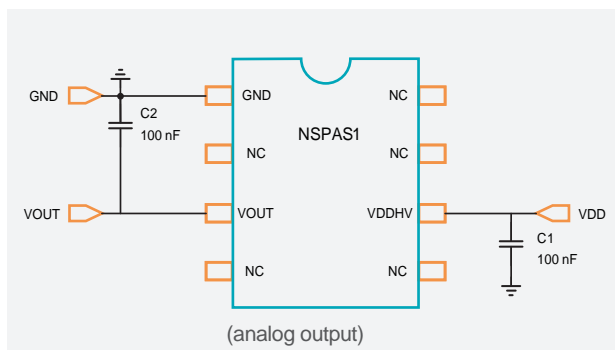 GND
C2
100 nF
VOUT
GND
NC
VOUT
NC
NSPAS1
NC
NC
VDDHV
NC
VDD
C1
100 nF
(analog output)